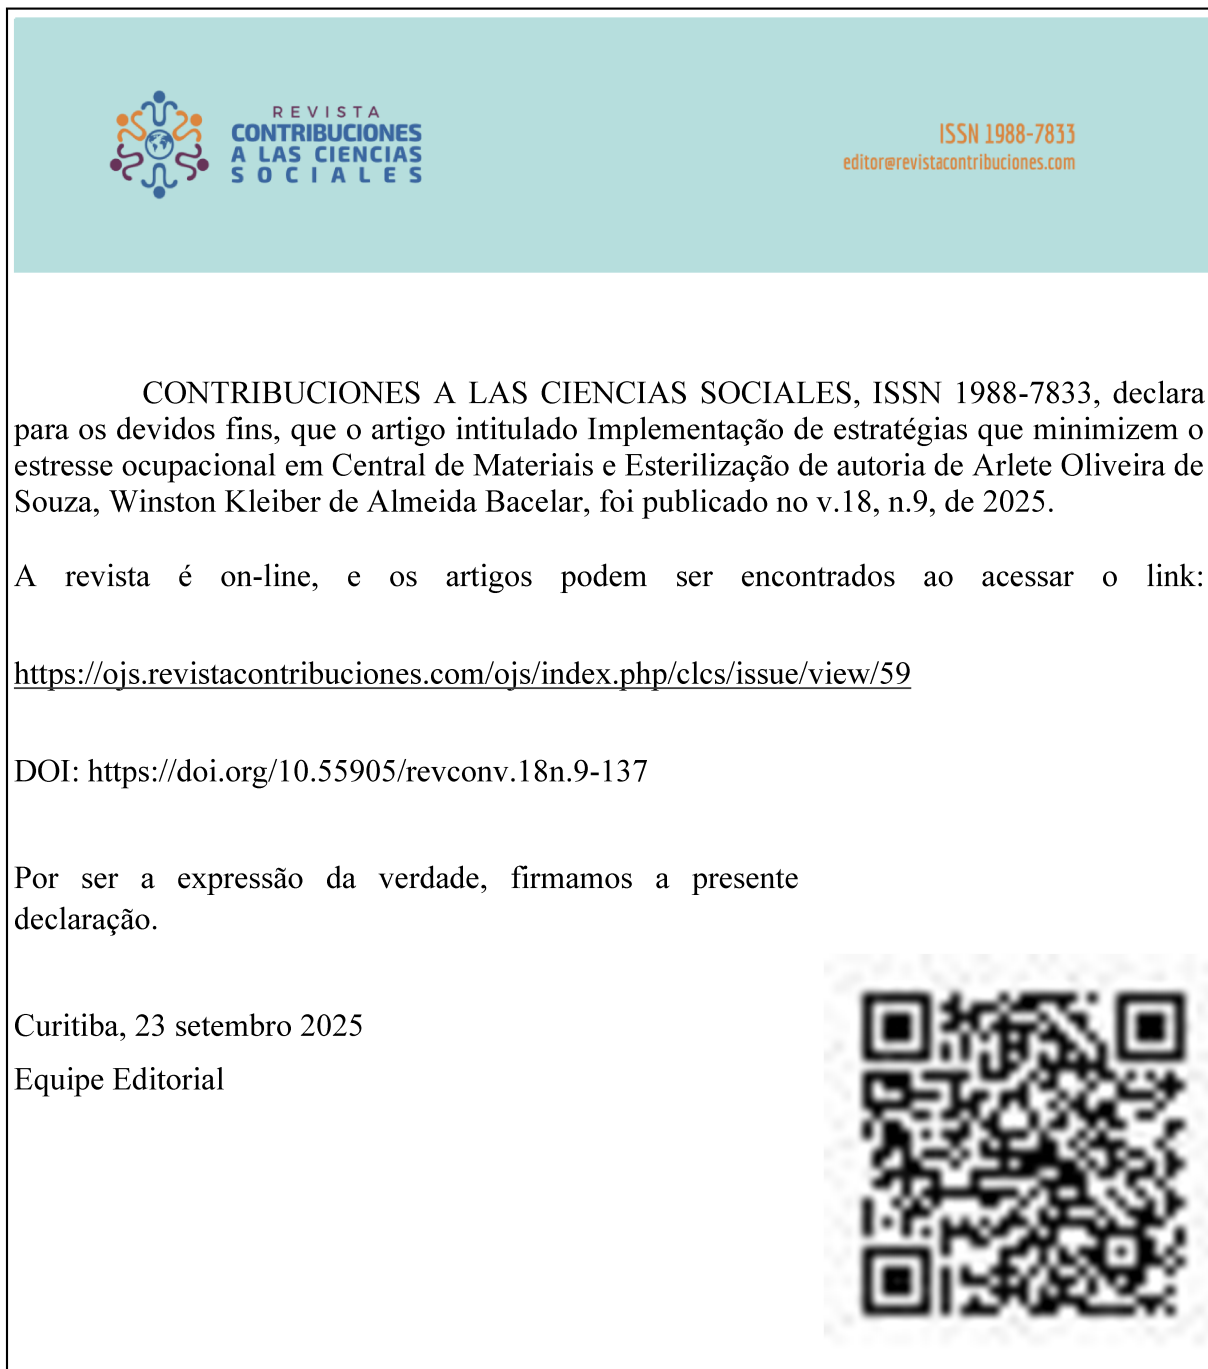 REVISTA
CONTRIBUCIONES
A LAS CIENCIAS
SOCIALES
ISSN 1988-7833
editor@revistacontribuciones.com
CONTRIBUCIONES A LAS CIENCIAS SOCIALES, ISSN 1988-7833, declara
para os devidos fins, que o artigo intitulado Implementação de estratégias que minimizem o
estresse ocupacional em Central de Materiais e Esterilização de autoria de Arlete Oliveira de
Souza, Winston Kleiber de Almeida Bacelar, foi publicado no v.18, n.9, de 2025.
A revista é on-line, e os artigos podem ser encontrados ao acessar o link:
https://ojs.revistacontribuciones.com/ojs/index.php/clcs/issue/view/59
DOI: https://doi.org/10.55905/revconv.18n.9-137
Por ser a expressão da verdade, firmamos a presente
declaração.
Curitiba, 23 setembro 2025
Equipe Editorial